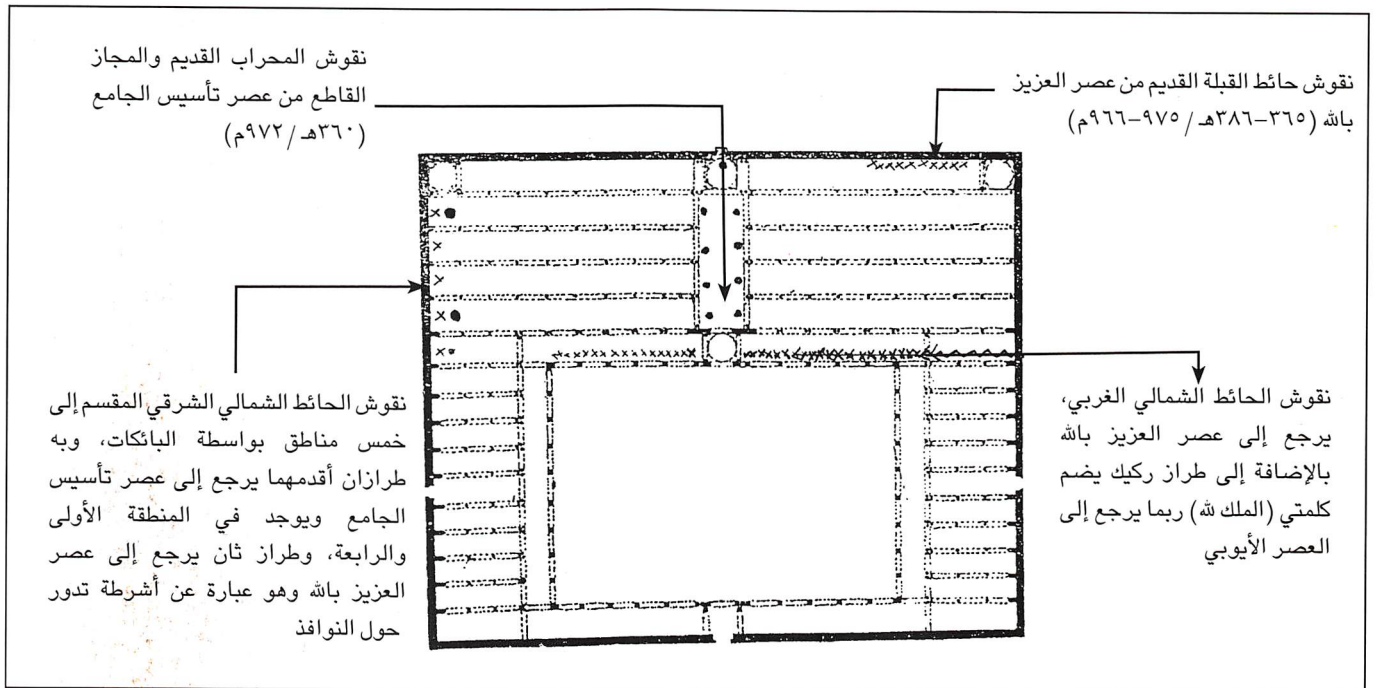 نقوش المحراب القديم والمجاز
القاطع من عصر تأسيس الجامع
(٣٦٠هـ / ٩٧٢م)
نقوش حائط القبلة القديم من عصر العزيز
بالله (٣٦٥–٣٨٦هـ / ٩٧٥–٩٦٦م)
نقوش الحائط الشمالي الشرقي المقسم إلى
خمس مناطق بواسطة البائكات، وبه
طرازان أقدمهما يرجع إلى عصر تأسيس
الجامع ويوجد في المنطقة الأولى
والرابعة، وطراز ثان يرجع إلى عصر
العزيز بالله وهو عبارة عن أشرطة تدور
حول النوافذ
نقوش الحائط الشمالي الغربي،
يرجع إلى عصر العزيز بالله
بالإضافة إلى طراز ركيك يضم
كلمتي (الملك لله) ربما يرجع إلى
العصر الأيوبي